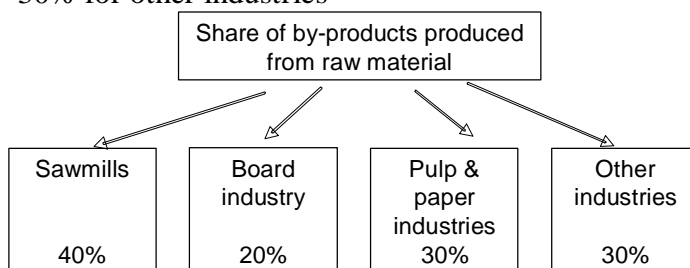 for other industries
Share of by-products produced
from raw material
Sawmills
40%
Board
industry
20%
Pulp &
paper
industries
30%
Other
industries
30%